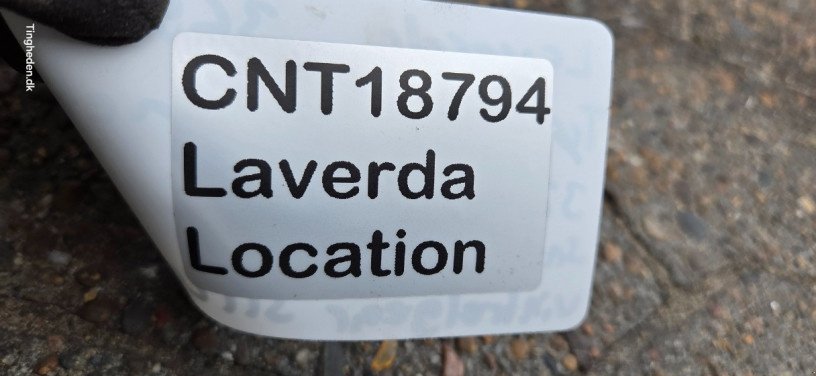 Tingheden.dk
CNT18794
Laverda
Location